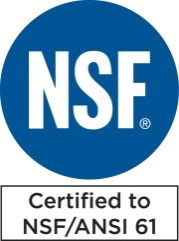 NSF®
Certified to
NSF/ANSI 61